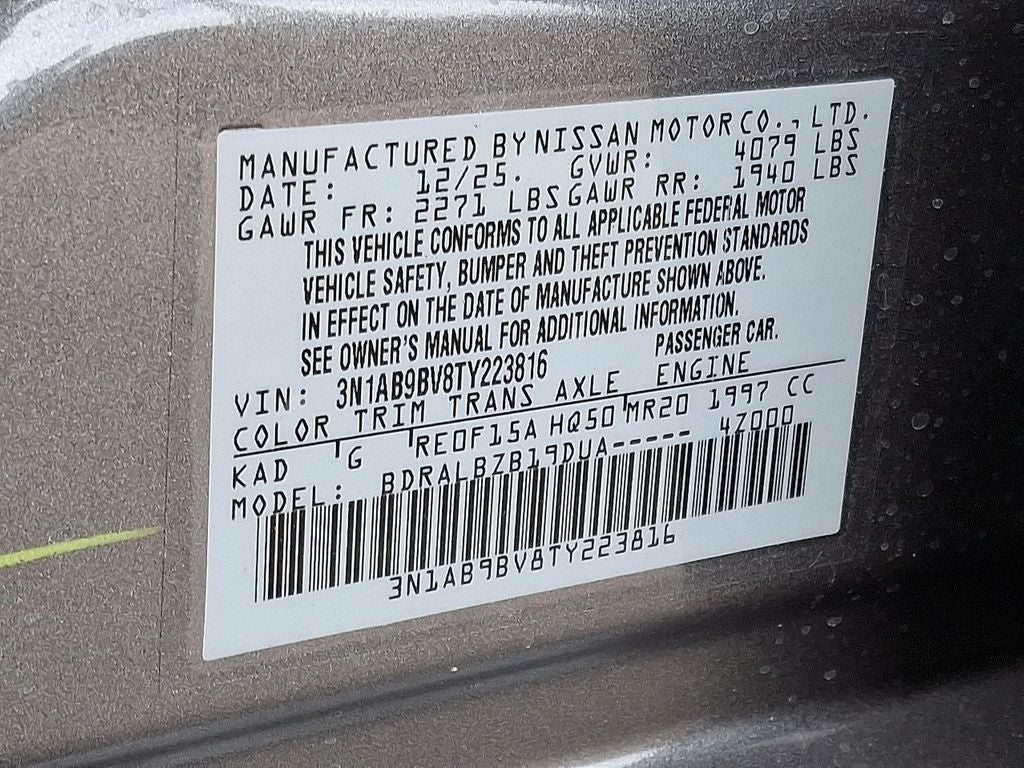 MANUFACTURED BY NISSAN MOTOR CO., LTD.
DATE: 12/25. GVWR: 4079 LBS
GAWR FR: 2271 LBS GAWR RR: 1940 LBS
THIS VEHICLE CONFORMS TO ALL APPLICABLE FEDERAL MOTOR
VEHICLE SAFETY, BUMPER AND THEFT PREVENTION STANDARDS
IN EFFECT ON THE DATE OF MANUFACTURE SHOWN ABOVE.
SEE OWNER'S MANUAL FOR ADDITIONAL INFORMATION.
VIN: 3N1AB9BV8TY223816 PASSENGER CAR.
COLOR TRIM TRANS AXLE ENGINE
KAD G RE0F15A HQ50 MR20 1997 CC
MODEL: BDRALBZB19DUA----- 4Z000
3N1AB9BV8TY223816